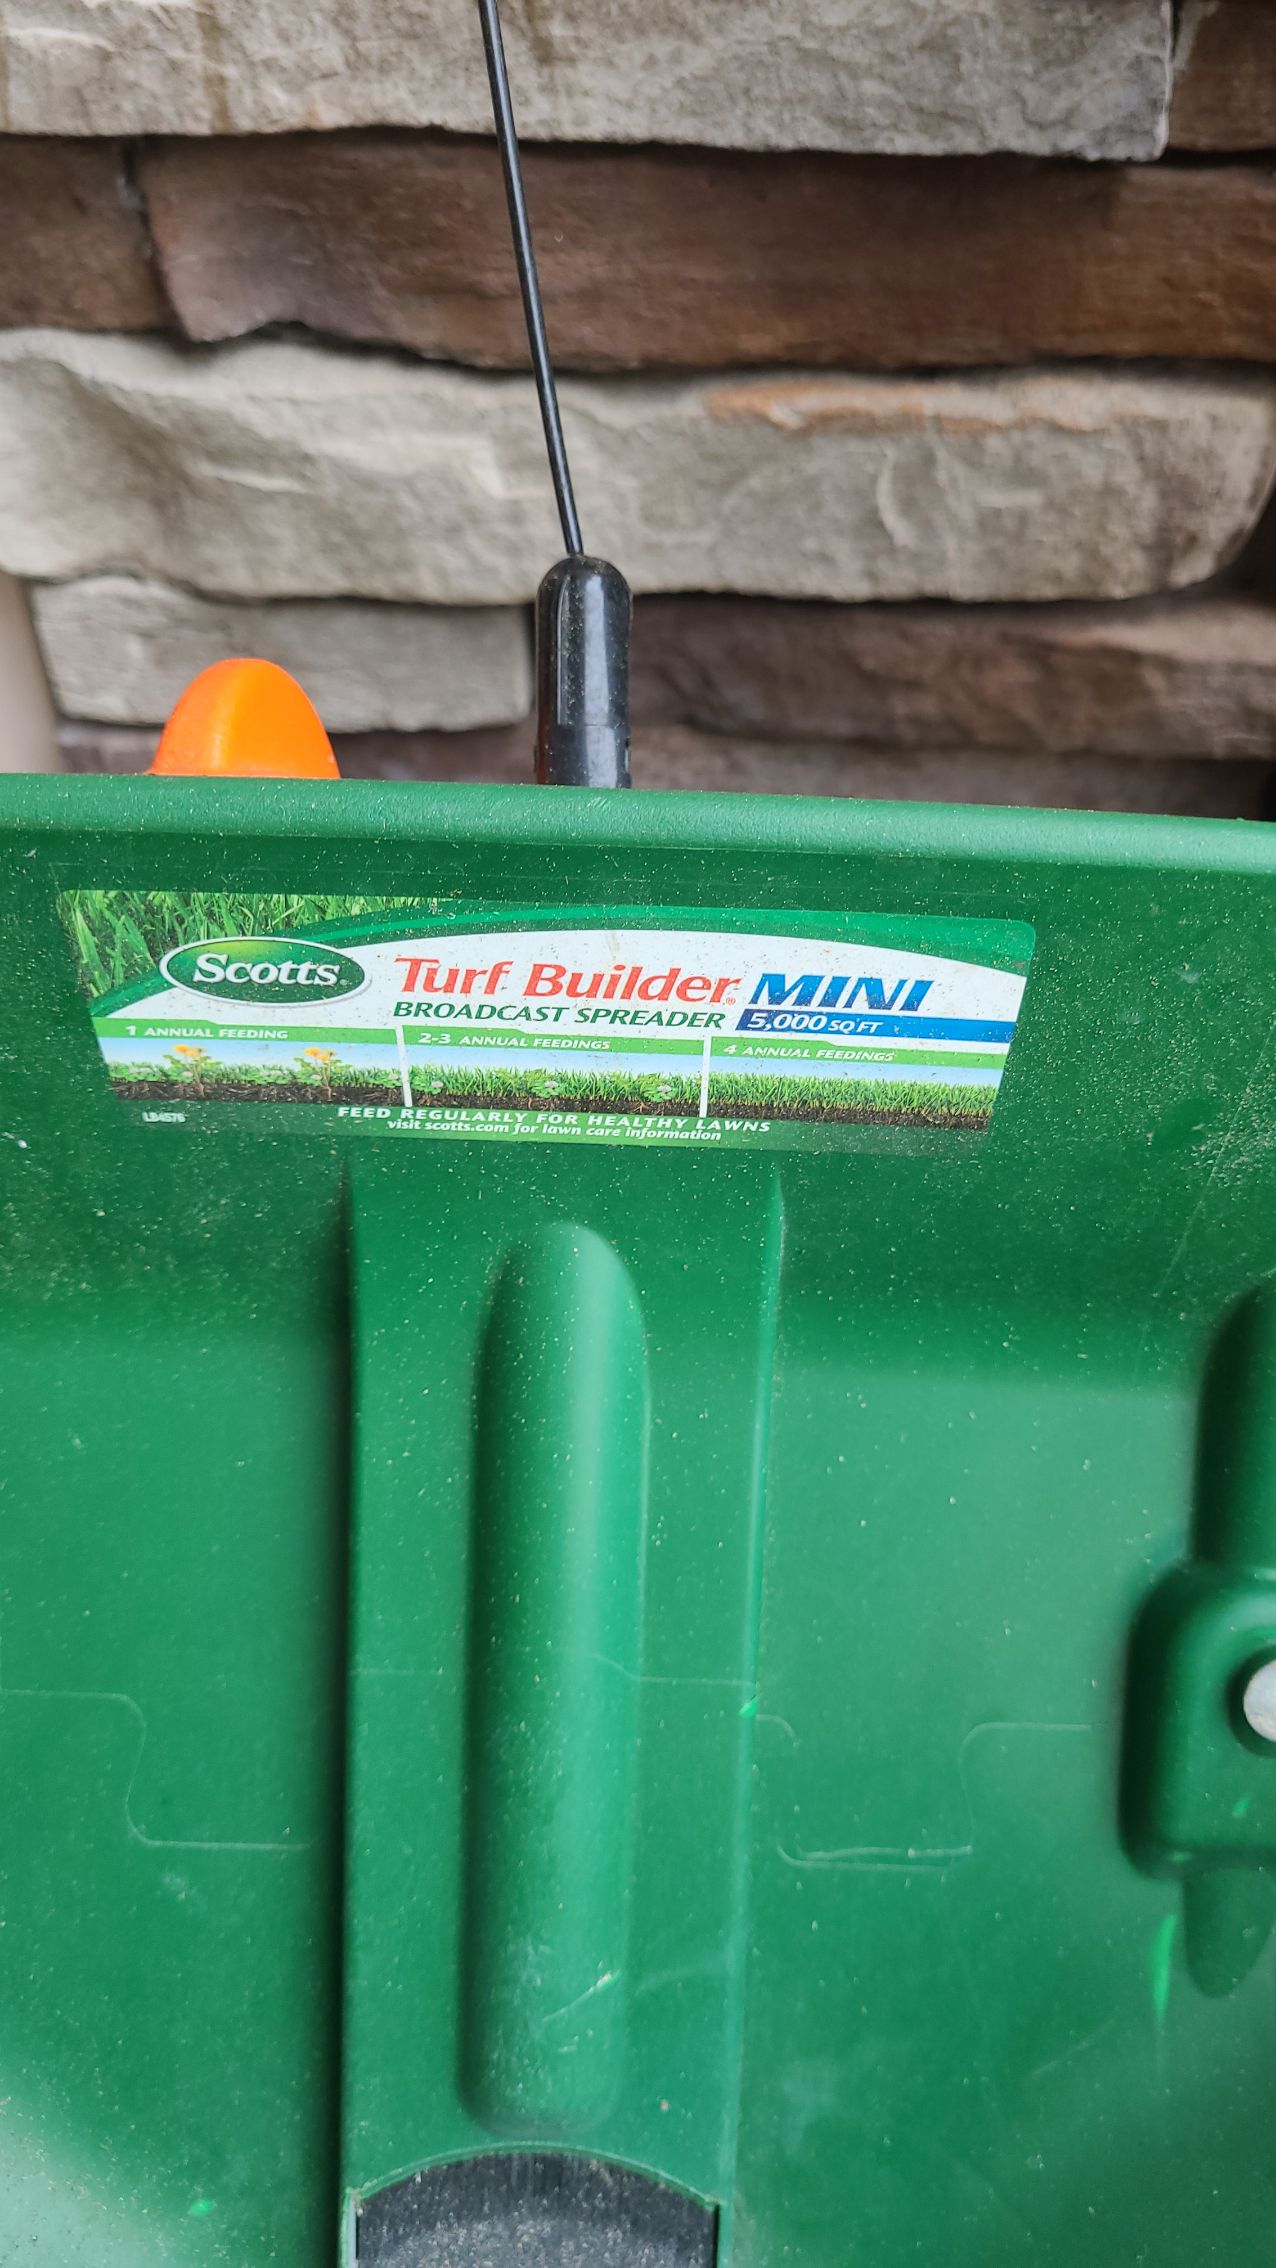 Scotts
Turf Builder® MINI
BROADCAST SPREADER 5,000 SQ FT
1 ANNUAL FEEDING
2-3 ANNUAL FEEDINGS
4 ANNUAL FEEDINGS
LB4576
FEED REGULARLY FOR HEALTHY LAWNS
visit scotts.com for lawn care information